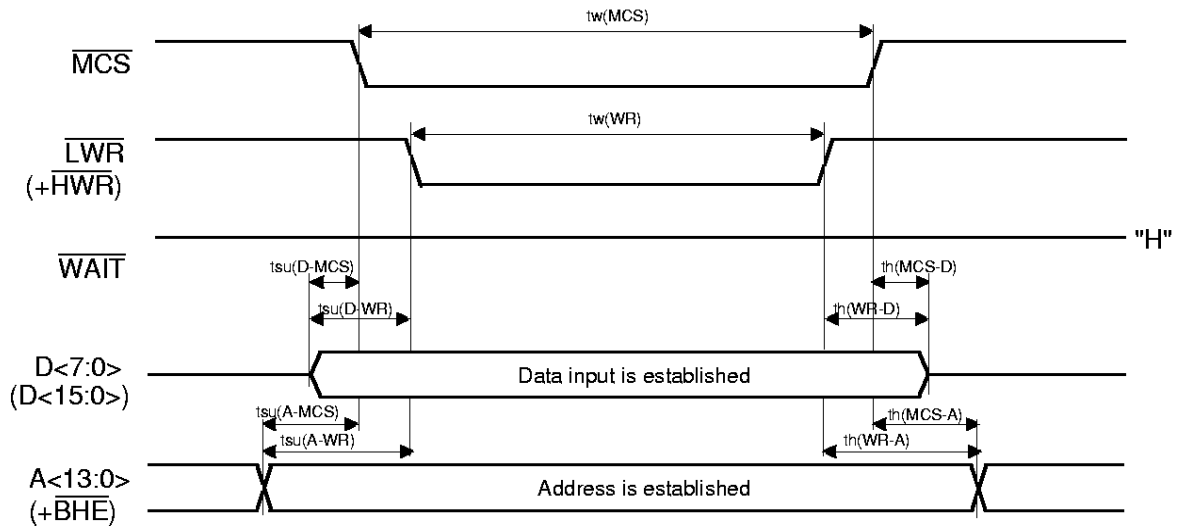 tw(MCS)
MCS
tw(WR)
LWR
(+HWR)
"H"
WAIT
tsu(D-MCS)
th(MCS-D)
tsu(D-WR)
th(WR-D)
D<7:0>
(D<15:0>)
Data input is established
tsu(A-MCS)
th(MCS-A)
tsu(A-WR)
th(WR-A)
A<13:0>
(+BHE)
Address is established